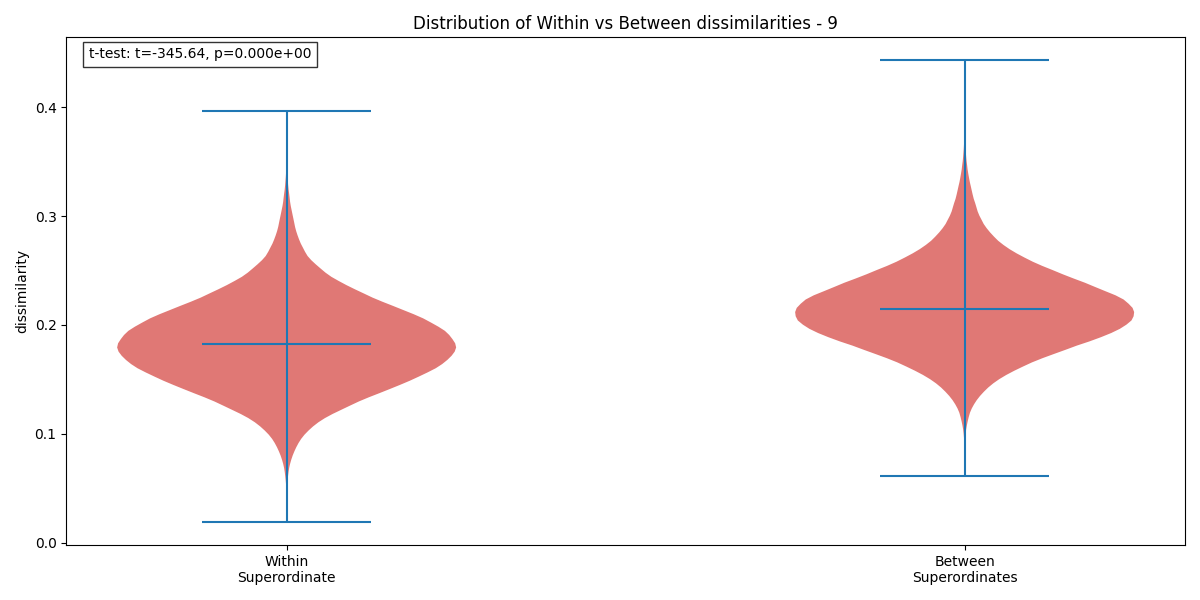 Distribution of Within vs Between dissimilarities - 9
t-test: t=-345.64, p=0.000e+00
dissimilarity
0.4
0.3
0.2
0.1
0.0
Within
Superordinate
Between
Superordinates